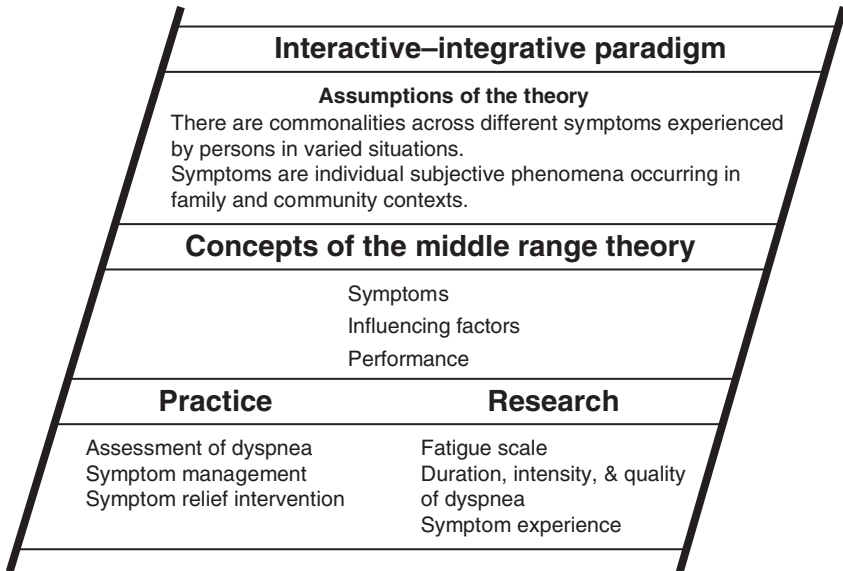 Interactive–integrative paradigm
Assumptions of the theory
There are commonalities across different symptoms experienced
by persons in varied situations.
Symptoms are individual subjective phenomena occurring in
family and community contexts.
Concepts of the middle range theory
Symptoms
Influencing factors
Performance
Practice
Assessment of dyspnea
Symptom management
Symptom relief intervention
Research
Fatigue scale
Duration, intensity, & quality
of dyspnea
Symptom experience